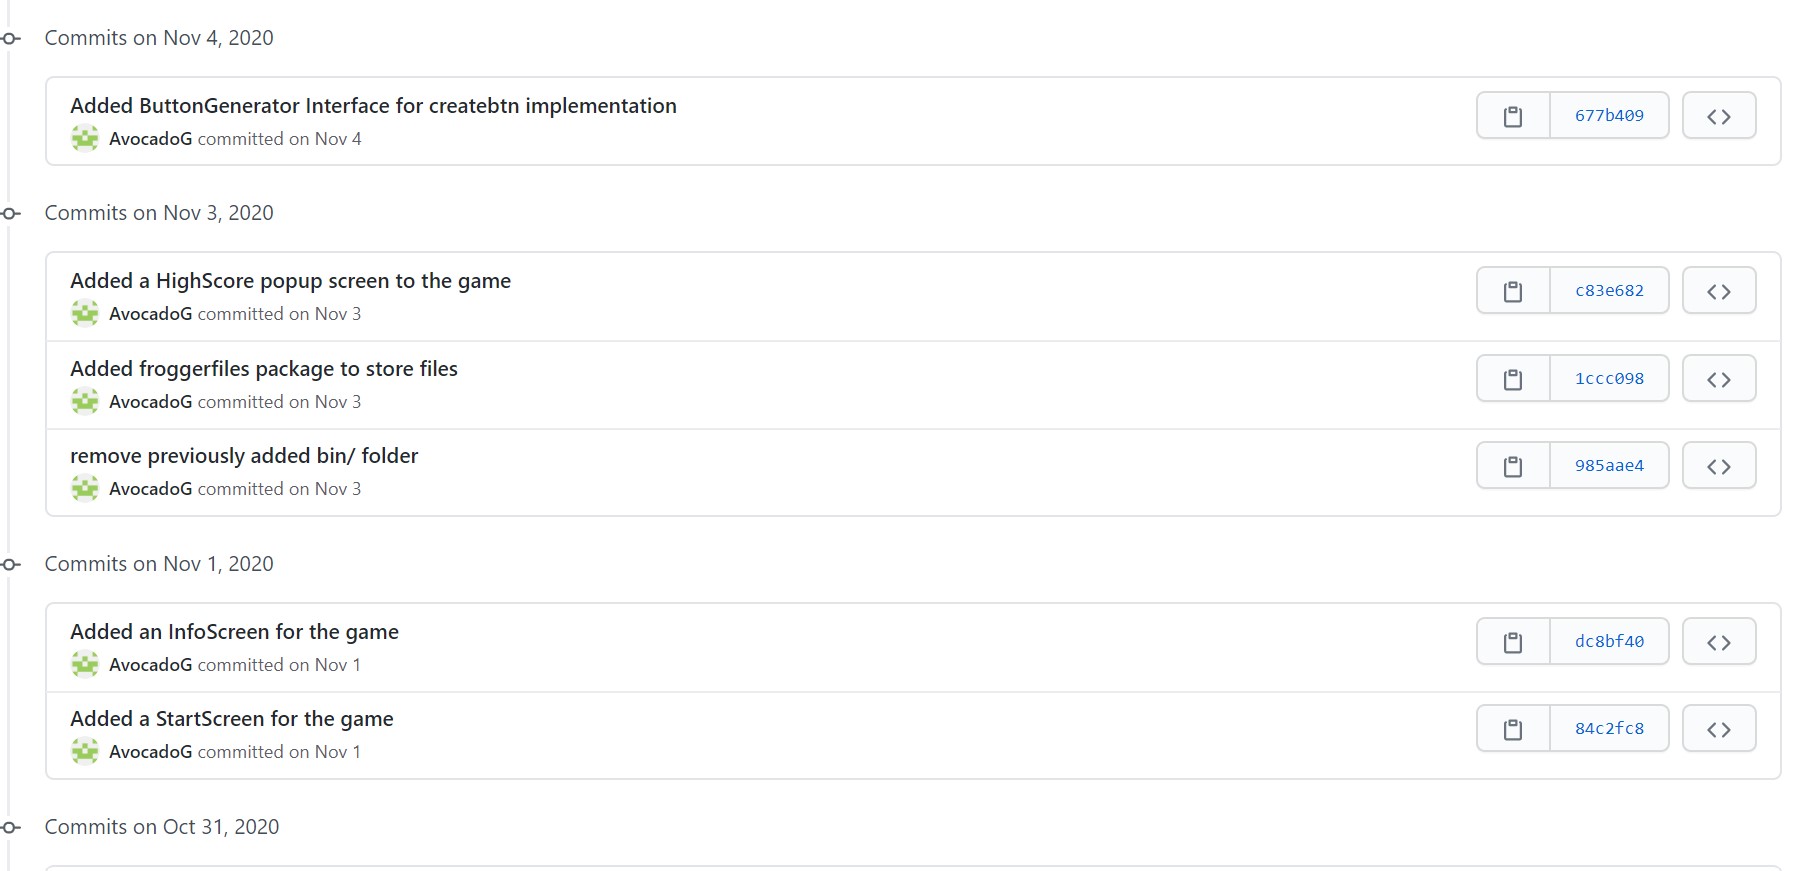 Commits on Nov 4, 2020
Added ButtonGenerator Interface for createbtn implementation
AvocadoG committed on Nov 4
677b409
Commits on Nov 3, 2020
Added a HighScore popup screen to the game
AvocadoG committed on Nov 3
c83e682
Added froggerfiles package to store files
AvocadoG committed on Nov 3
1ccc098
remove previously added bin/ folder
AvocadoG committed on Nov 3
985aae4
Commits on Nov 1, 2020
Added an InfoScreen for the game
AvocadoG committed on Nov 1
dc8bf40
Added a StartScreen for the game
AvocadoG committed on Nov 1
84c2fc8
Commits on Oct 31, 2020